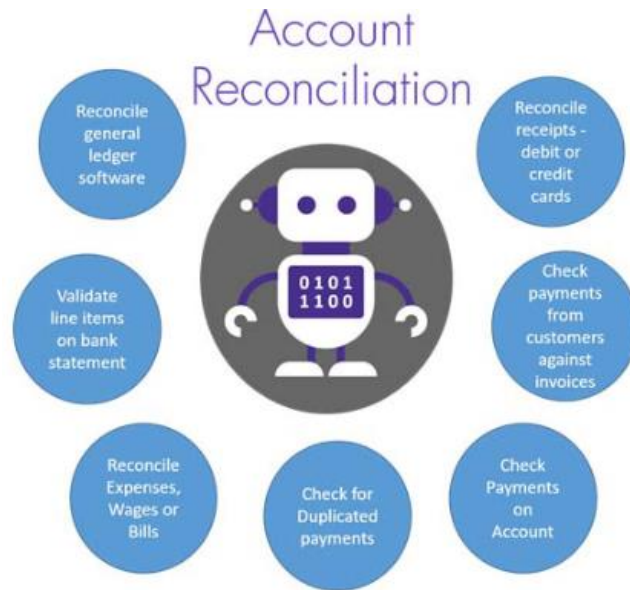 Account
Reconciliation
Reconcile
general
ledger
software
Reconcile
receipts -
debit or
credit
cards
0101
1100
Validate
line items
on bank
statement
Check
payments
from
customers
against
invoices
Reconcile
Expenses,
Wages or
Bills
Check for
Duplicated
payments
Check
Payments
on
Account